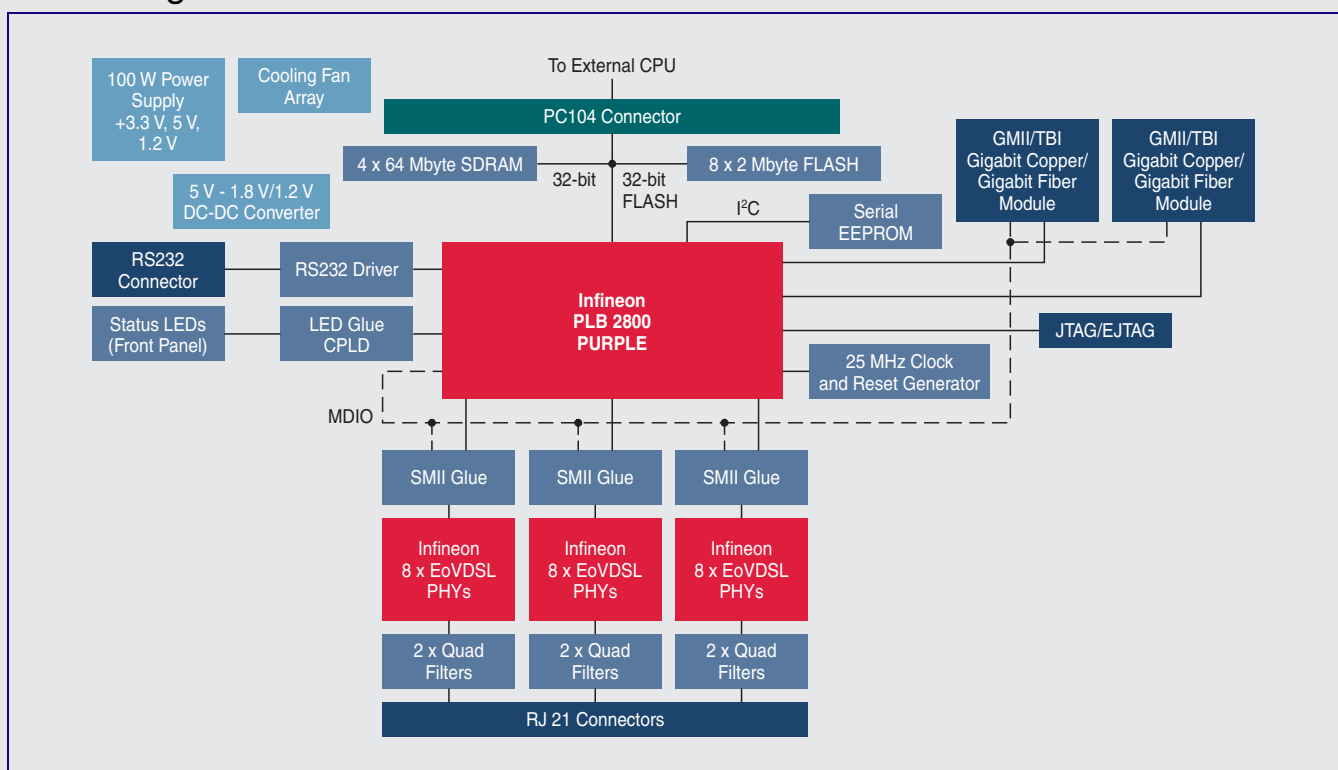 To External CPU
100 W Power
Supply
+3.3 V, 5 V,
1.2 V
Cooling Fan
Array
PC104 Connector
4 x 64 Mbyte SDRAM
8 x 2 Mbyte FLASH
32-bit
32-bit
FLASH
GMII/TBI
Gigabit Copper/
Gigabit Fiber
Module
GMII/TBI
Gigabit Copper/
Gigabit Fiber
Module
5 V - 1.8 V/1.2 V
DC-DC Converter
I²C
Serial
EEPROM
RS232
Connector
RS232 Driver
Infineon
PLB 2800
PURPLE
Status LEDs
(Front Panel)
LED Glue
CPLD
JTAG/EJTAG
25 MHz Clock
and Reset Generator
MDIO
SMII Glue
SMII Glue
SMII Glue
Infineon
8 x EoVDSL
PHYs
Infineon
8 x EoVDSL
PHYs
Infineon
8 x EoVDSL
PHYs
2 x Quad
Filters
2 x Quad
Filters
2 x Quad
Filters
RJ 21 Connectors